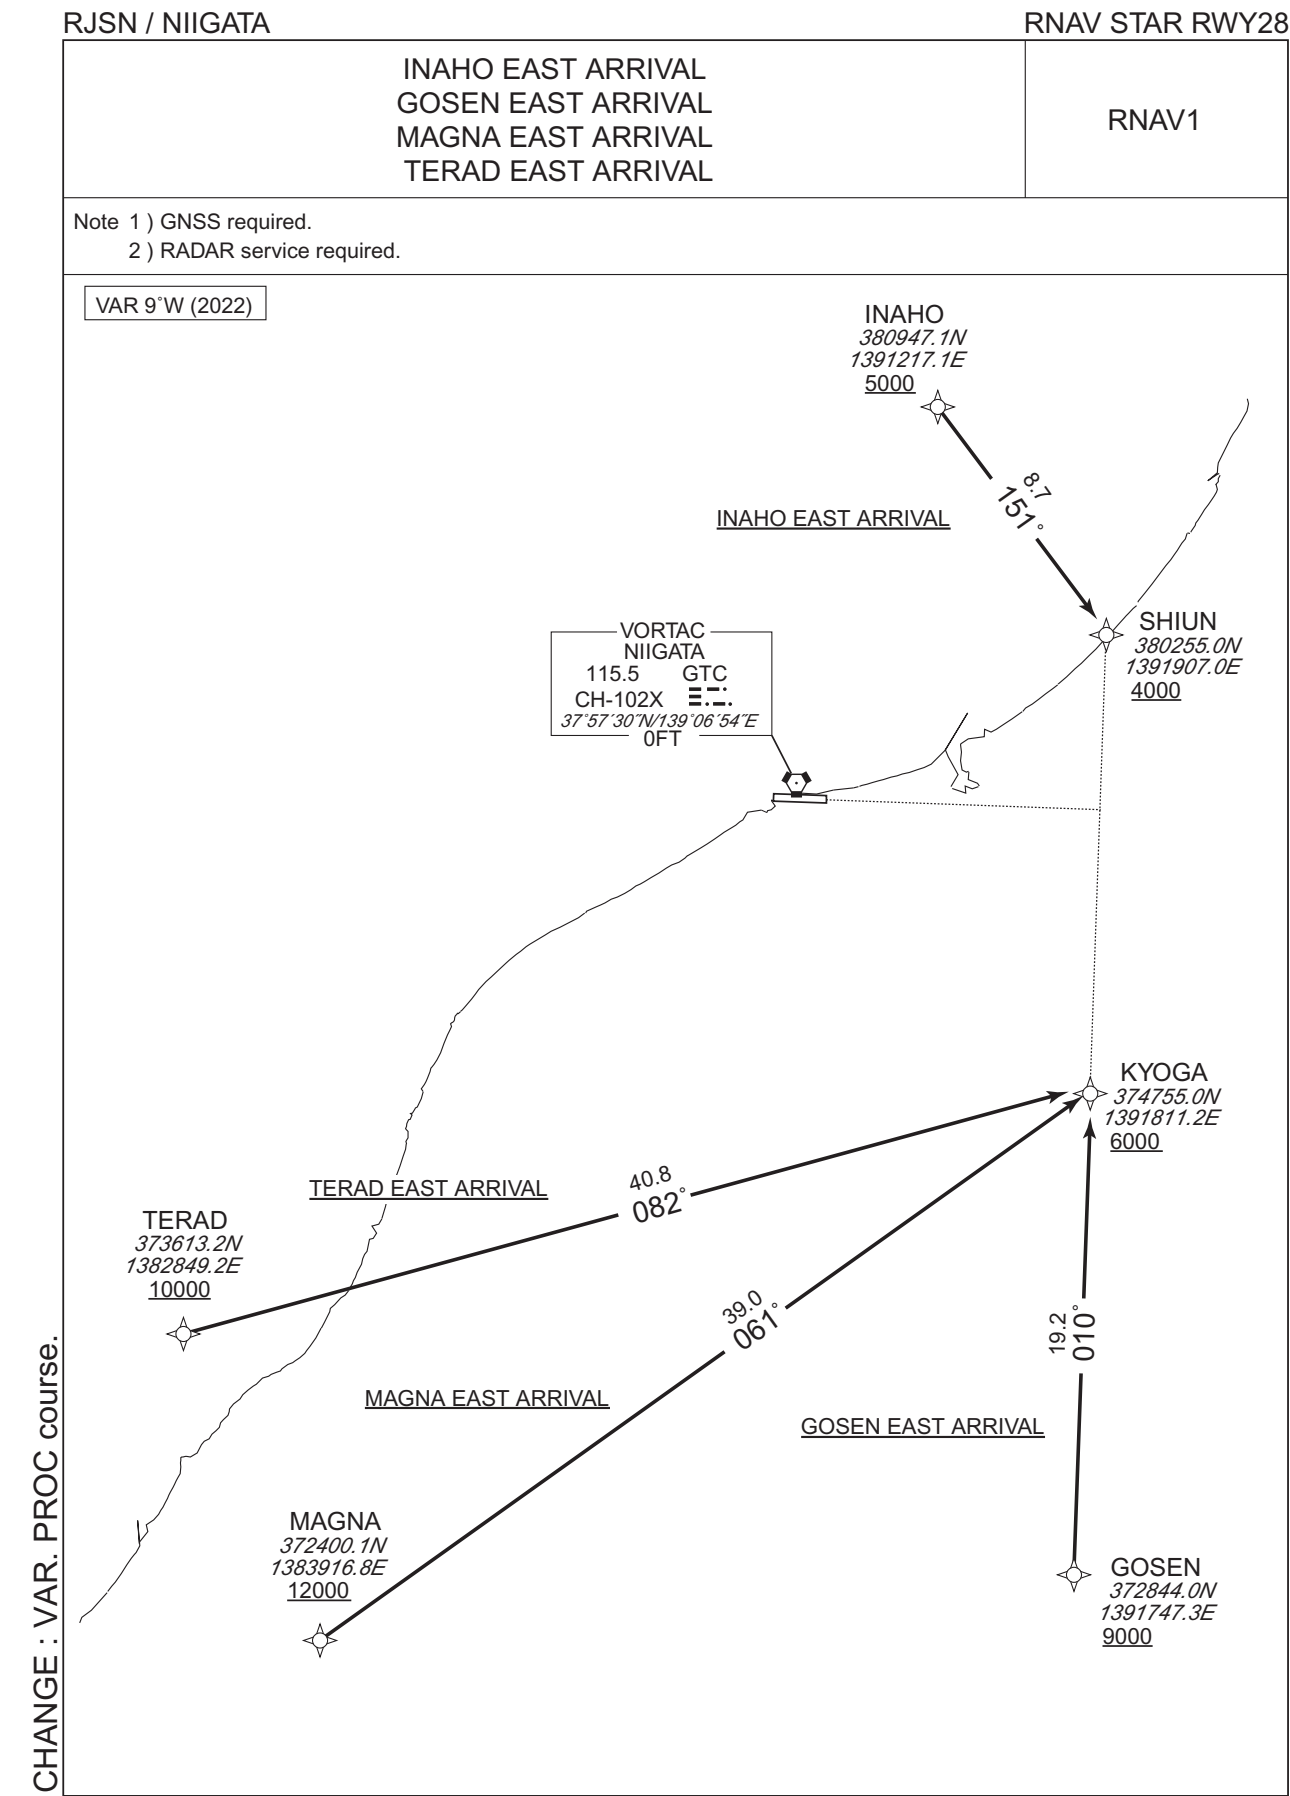 RJSN / NIIGATA
RNAV STAR RWY28
INAHO EAST ARRIVAL
GOSEN EAST ARRIVAL
MAGNA EAST ARRIVAL
TERAD EAST ARRIVAL
RNAV1
Note 1 ) GNSS required.
2 ) RADAR service required.
VAR 9°W (2022)
INAHO
380947.1N
1391217.1E
5000
8.7
151°
INAHO EAST ARRIVAL
SHIUN
380255.0N
1391907.0E
4000
VORTAC
NIIGATA
115.5 GTC
CH-102X
37°57′30″N/139°06′54″E
0FT
KYOGA
374755.0N
1391811.2E
6000
40.8
082°
TERAD EAST ARRIVAL
TERAD
373613.2N
1382849.2E
10000
39.0
061°
19.2
010°
MAGNA EAST ARRIVAL
GOSEN EAST ARRIVAL
MAGNA
372400.1N
1383916.8E
12000
GOSEN
372844.0N
1391747.3E
9000
CHANGE : VAR. PROC course.